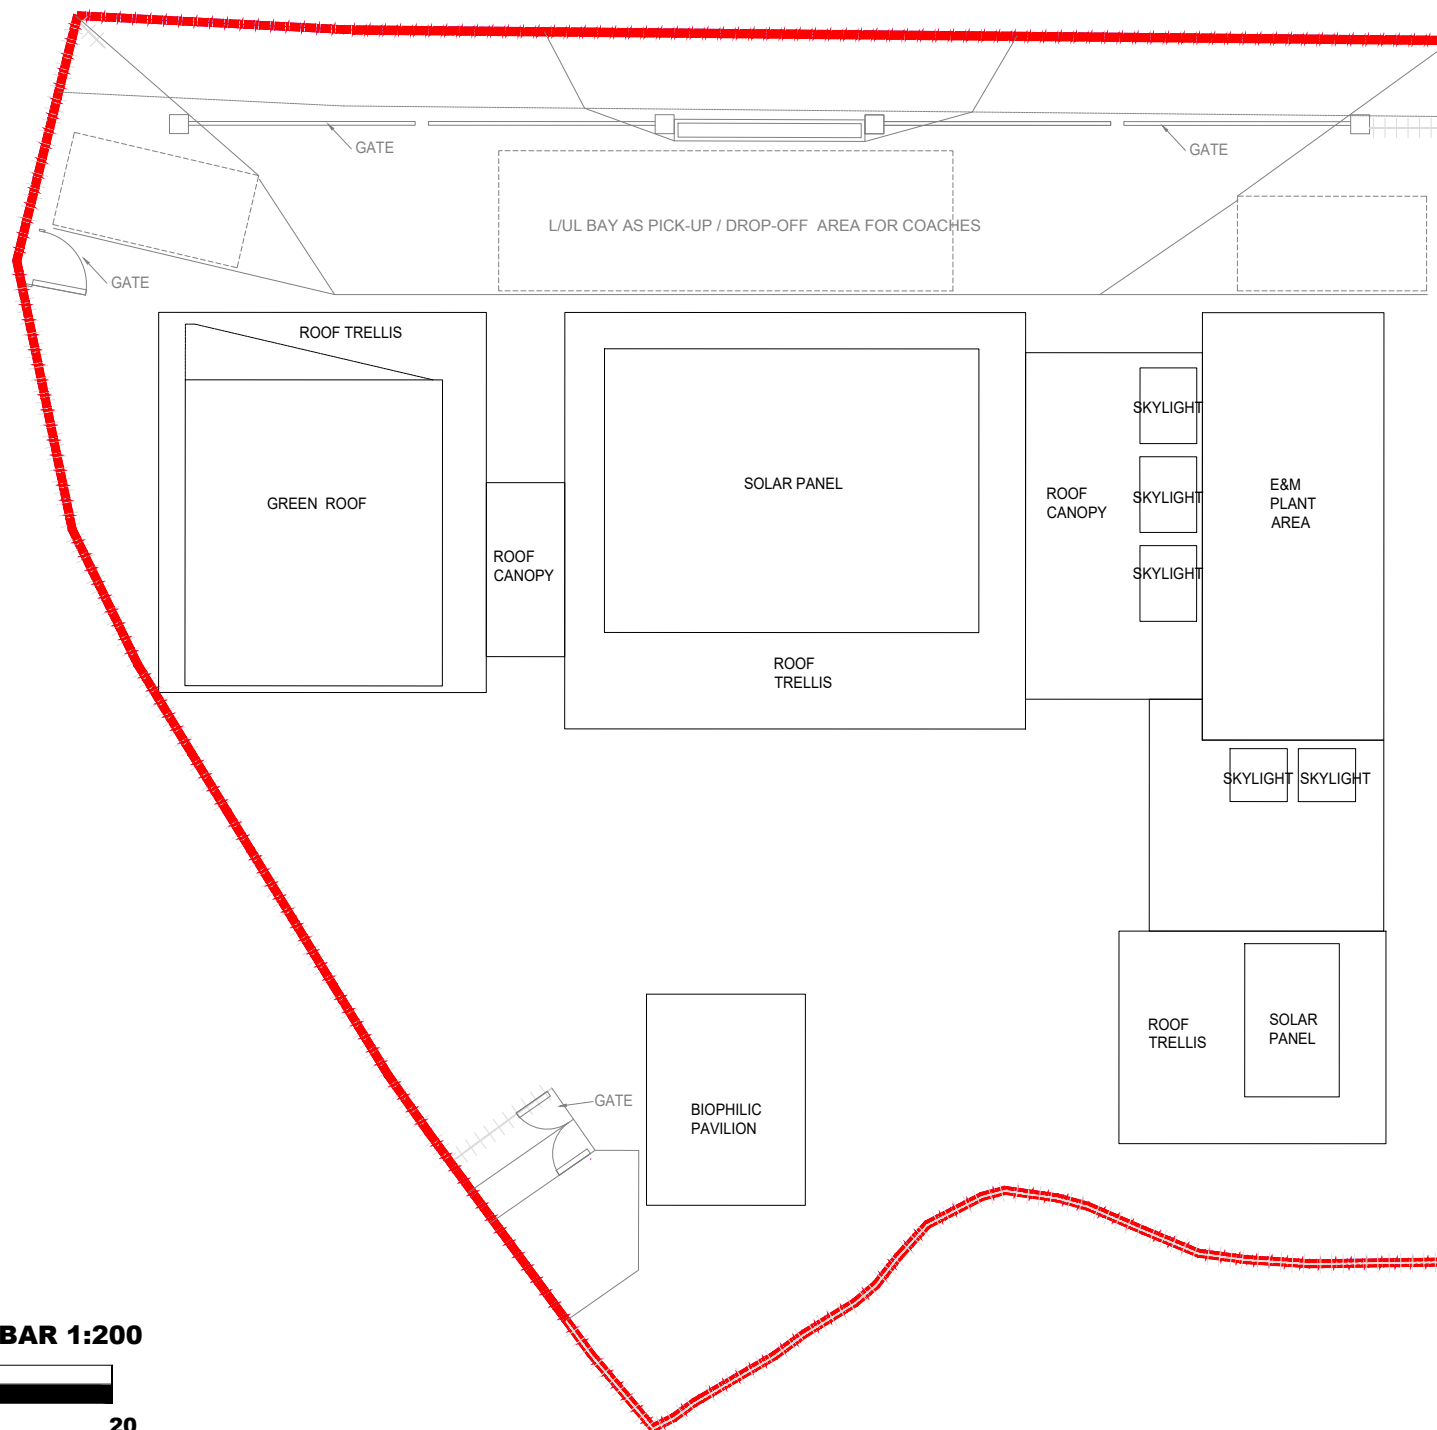 GATE
GATE
L/UL BAY AS PICK-UP / DROP-OFF AREA FOR COACHES
GATE
ROOF TRELLIS
SKYLIGHT
SOLAR PANEL
E&M
PLANT
AREA
GREEN ROOF
ROOF
CANOPY
SKYLIGHT
ROOF
CANOPY
SKYLIGHT
ROOF
TRELLIS
SKYLIGHT
SKYLIGHT
ROOF
TRELLIS
SOLAR
PANEL
GATE
BIOPHILIC
PAVILION
BAR 1:200
20